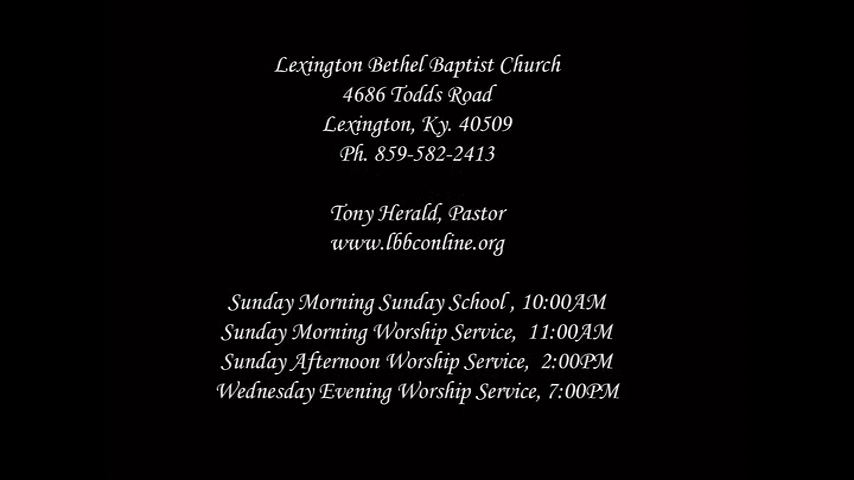 Lexington Bethel Baptist Church
4686 Todds Road
Lexington, Ky. 40509
Ph. 859-582-2413
Tony Herald, Pastor
www.lbbconline.org
Sunday Morning Sunday School , 10:00AM
Sunday Morning Worship Service, 11:00AM
Sunday Afternoon Worship Service, 2:00PM
Wednesday Evening Worship Service, 7:00PM